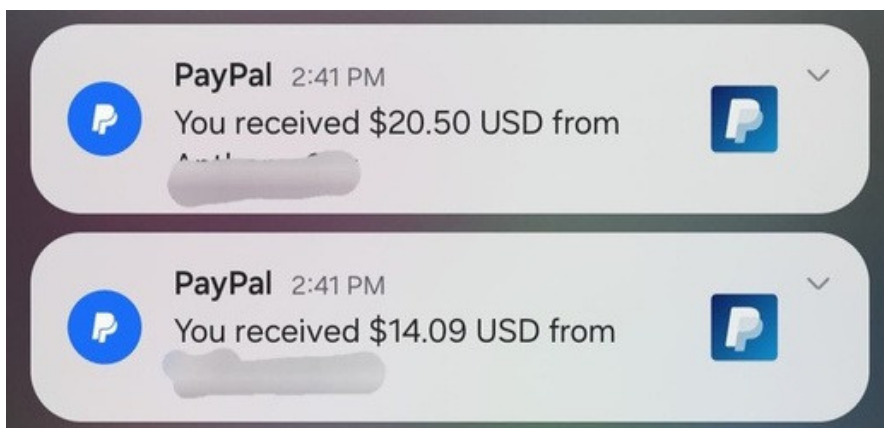 PayPal 2:41 PM
You received $20.50 USD from
PayPal 2:41 PM
You received $14.09 USD from